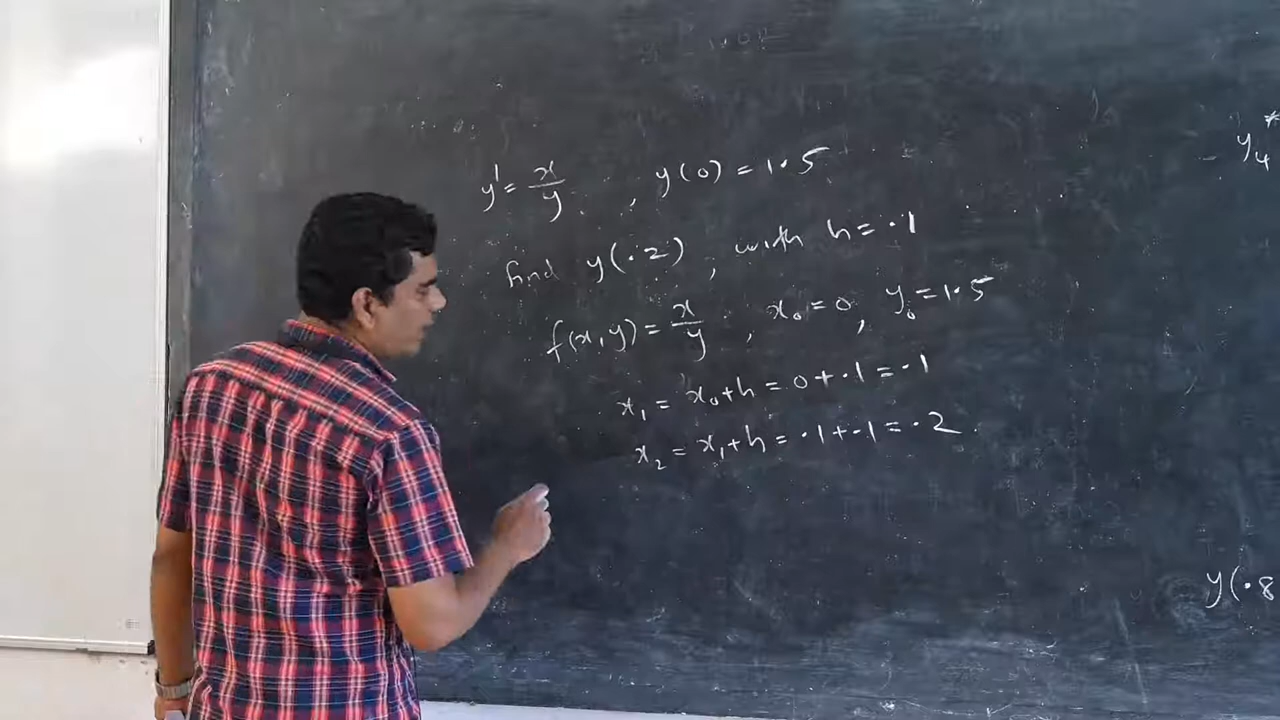 y' = x/y , y(0) = 1.5
find y(.2) , with h = .1
f(x,y) = x/y , x₀ = 0, y₀ = 1.5
x₁ = x₀+h = 0+.1 = .1
x₂ = x₁+h = .1+.1 = .2
y₄*
y(.8